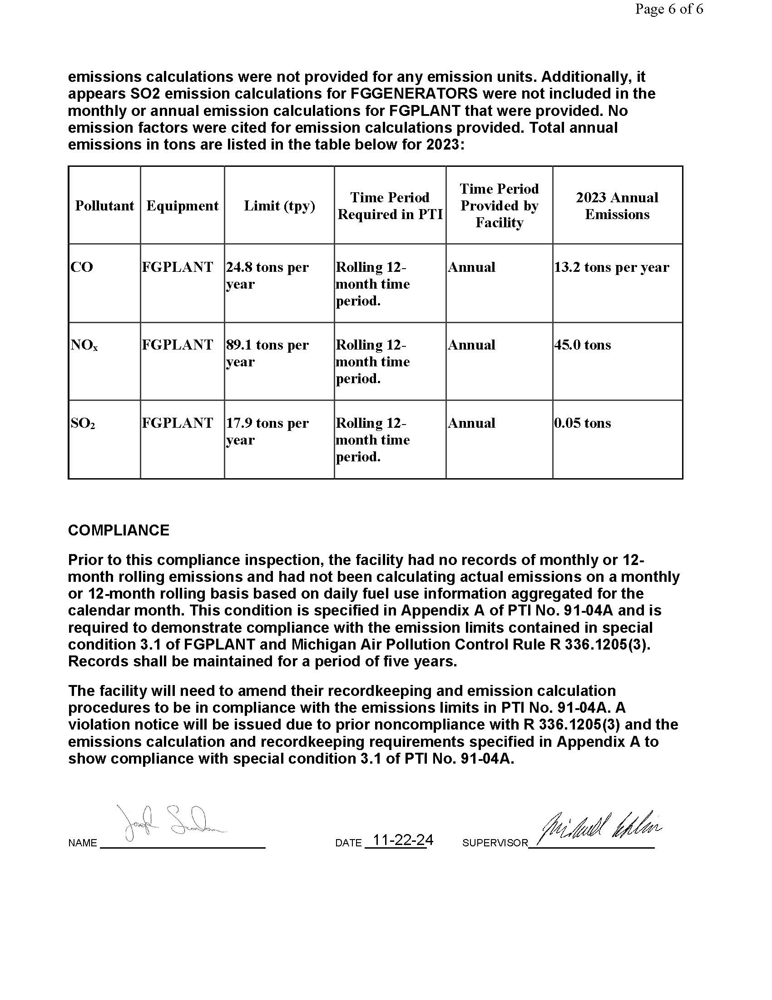 Page 6 of 6
emissions calculations were not provided for any emission units. Additionally, it
appears SO2 emission calculations for FGGENERATORS were not included in the
monthly or annual emission calculations for FGPLANT that were provided. No
emission factors were cited for emission calculations provided. Total annual
emissions in tons are listed in the table below for 2023:
Pollutant Equipment Limit (tpy) Time Period Required in PTI Time Period Provided by Facility 2023 Annual Emissions
CO FGPLANT 24.8 tons per year Rolling 12-month time period. Annual 13.2 tons per year
NOₓ FGPLANT 89.1 tons per year Rolling 12-month time period. Annual 45.0 tons
SO₂ FGPLANT 17.9 tons per year Rolling 12-month time period. Annual 0.05 tons
COMPLIANCE
Prior to this compliance inspection, the facility had no records of monthly or 12-
month rolling emissions and had not been calculating actual emissions on a monthly
or 12-month rolling basis based on daily fuel use information aggregated for the
calendar month. This condition is specified in Appendix A of PTI No. 91-04A and is
required to demonstrate compliance with the emission limits contained in special
condition 3.1 of FGPLANT and Michigan Air Pollution Control Rule R 336.1205(3).
Records shall be maintained for a period of five years.
The facility will need to amend their recordkeeping and emission calculation
procedures to be in compliance with the emissions limits in PTI No. 91-04A. A
violation notice will be issued due to prior noncompliance with R 336.1205(3) and the
emissions calculation and recordkeeping requirements specified in Appendix A to
show compliance with special condition 3.1 of PTI No. 91-04A.
NAME Joseph DATE 11-22-24 SUPERVISOR